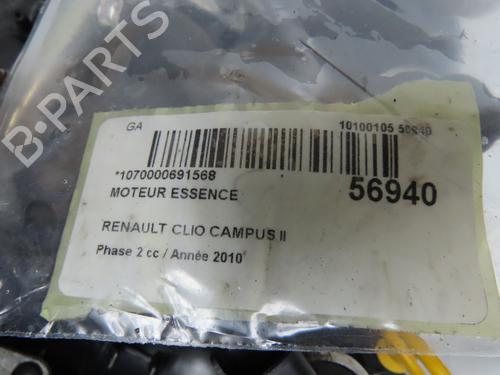 B-PARTS
GA
10100105 56940
*1070000691568
MOTEUR ESSENCE
56940
RENAULT CLIO CAMPUS II
Phase 2 cc / Année 2010